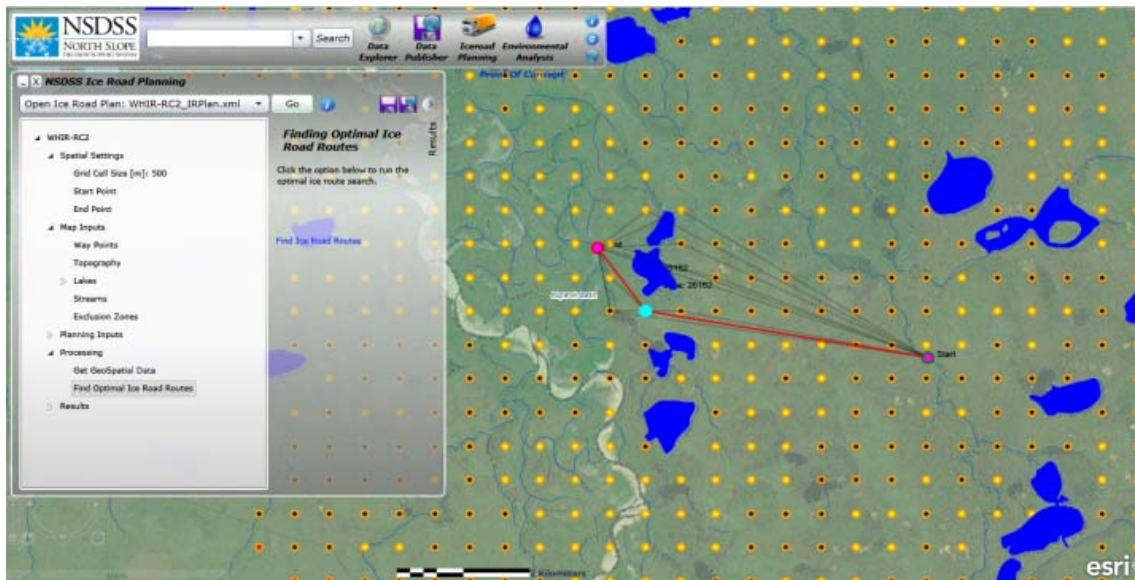 NSDSS
NORTH SLOPE
Search
Data Explorer
Data Publisher
Iceroad Planning
Environmental Analysis
Proof Of Concept
_ X NSDSS Ice Road Planning
Open Ice Road Plan: WHIR-RC2_IRPlan.xml
Go
Results
WHIR-RC2
Spatial Settings
Grid Cell Size [m]: 500
Start Point
End Point
Map Inputs
Way Points
Topography
Lakes
Streams
Exclusion Zones
Planning Inputs
Processing
Get GeoSpatial Data
Find Optimal Ice Road Routes
Results
Finding Optimal Ice Road Routes
Click the option below to run the optimal ice route search.
Find Ice Road Routes
26182
Start
2 Kilometers
esri